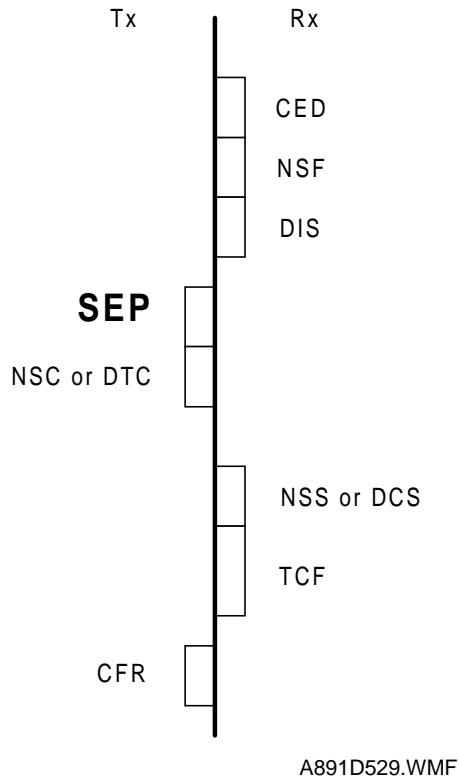 Tx Rx
CED
NSF
DIS
SEP
NSC or DTC
NSS or DCS
TCF
CFR
A891D529.WMF